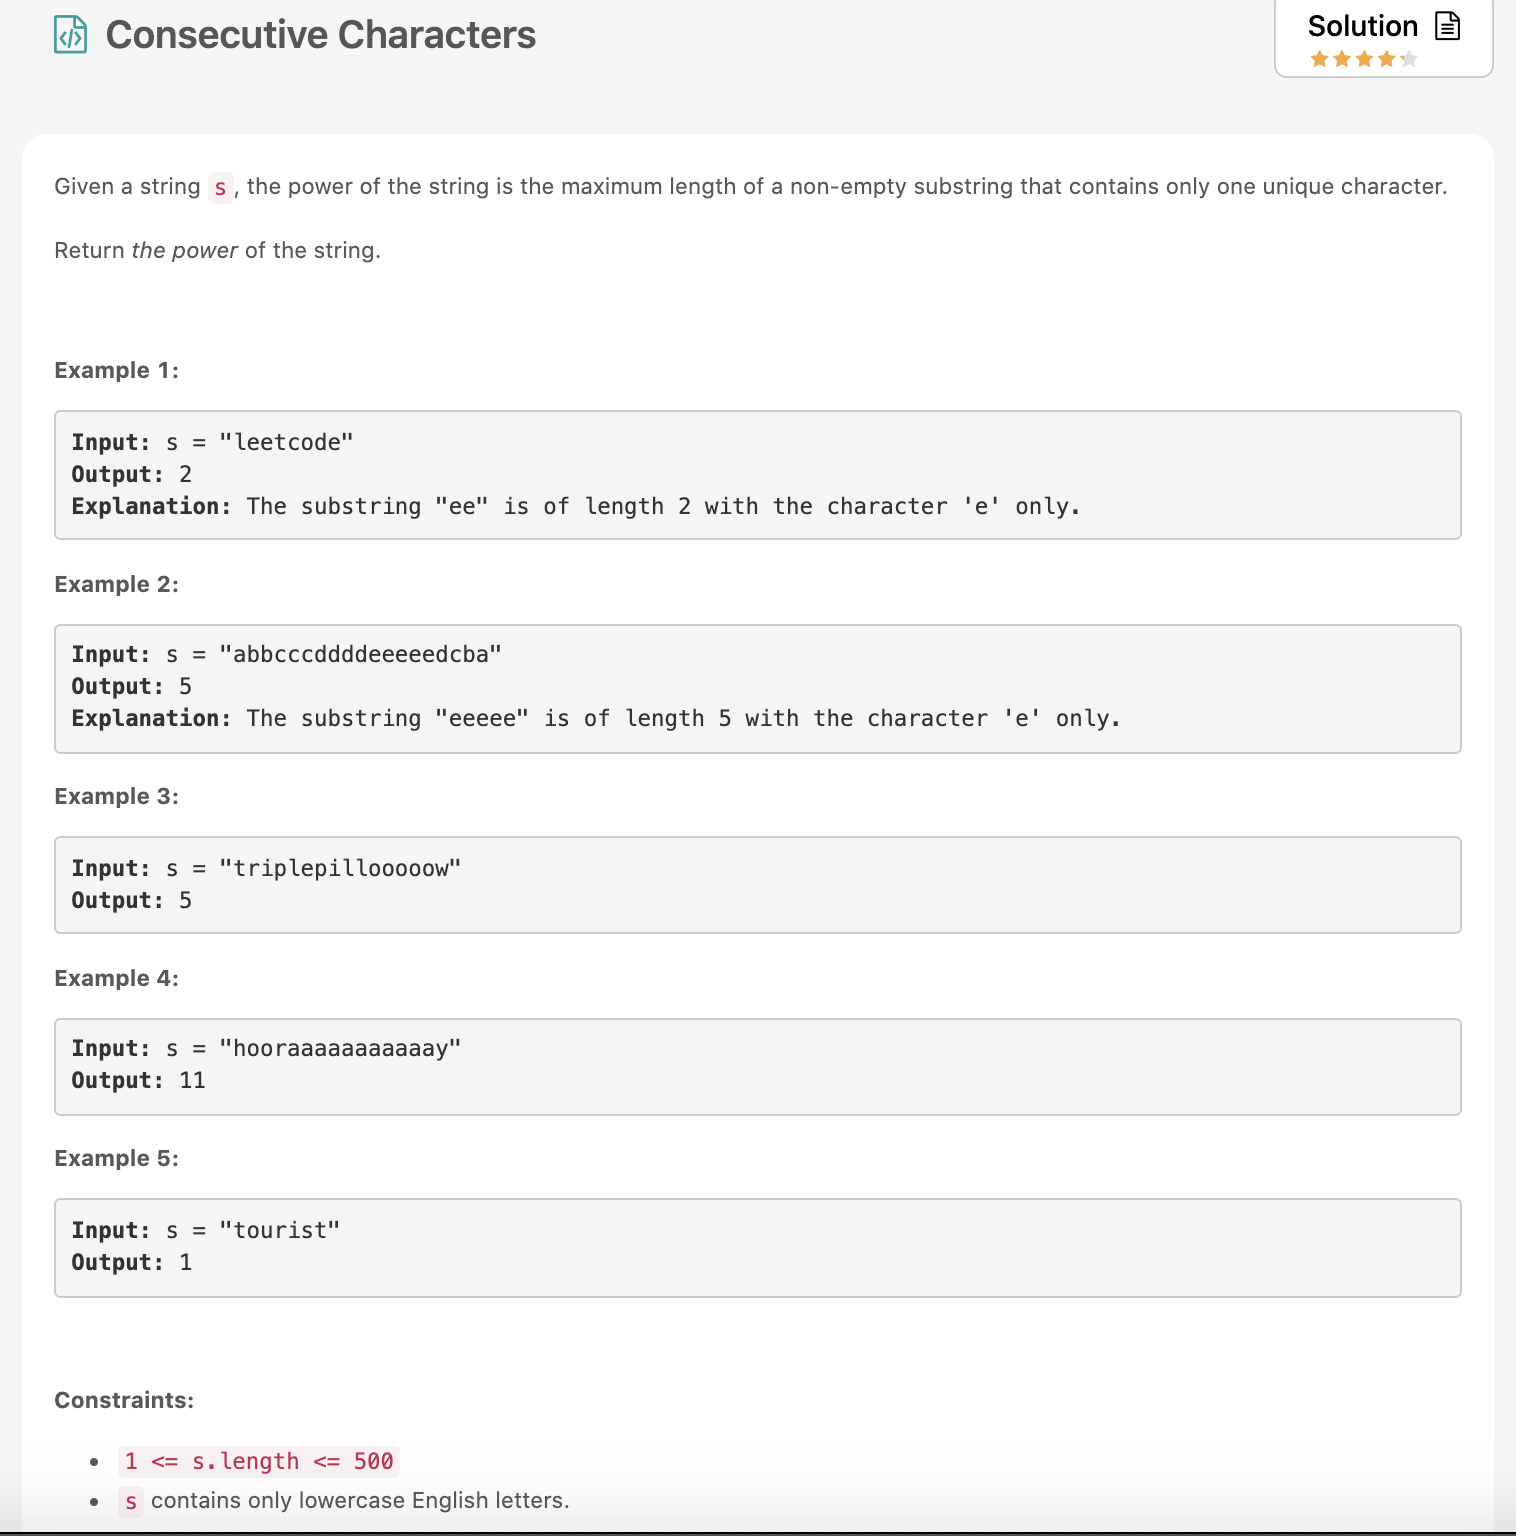 Consecutive Characters
Solution
Given a string s, the power of the string is the maximum length of a non-empty substring that contains only one unique character.
Return the power of the string.
Example 1:
Input: s = "leetcode"
Output: 2
Explanation: The substring "ee" is of length 2 with the character 'e' only.
Example 2:
Input: s = "abbcccddddeeeeedcba"
Output: 5
Explanation: The substring "eeeee" is of length 5 with the character 'e' only.
Example 3:
Input: s = "triplepillooooow"
Output: 5
Example 4:
Input: s = "hooraaaaaaaaaaay"
Output: 11
Example 5:
Input: s = "tourist"
Output: 1
Constraints:
• 1 <= s.length <= 500
• s contains only lowercase English letters.